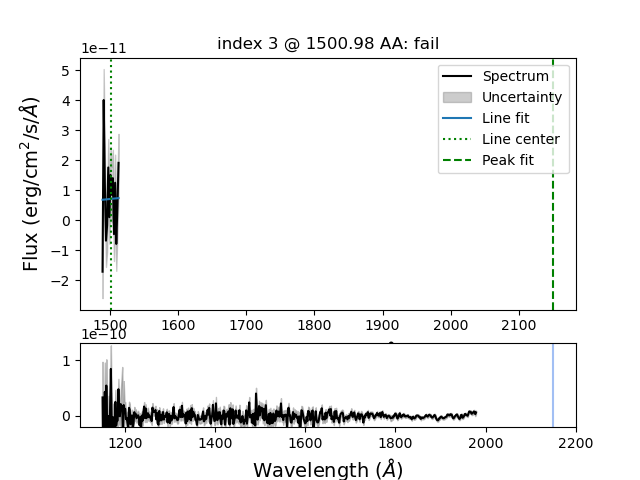 index 3 @ 1500.98 AA: fail
1e−11
5
4
3
2
1
0
−1
−2
Flux (erg/cm²/s/Å)
Spectrum
Uncertainty
Line fit
Line center
Peak fit
1500 1600 1700 1800 1900 2000 2100
1e−10
1
0
1200 1400 1600 1800 2000 2200
Wavelength (Å)